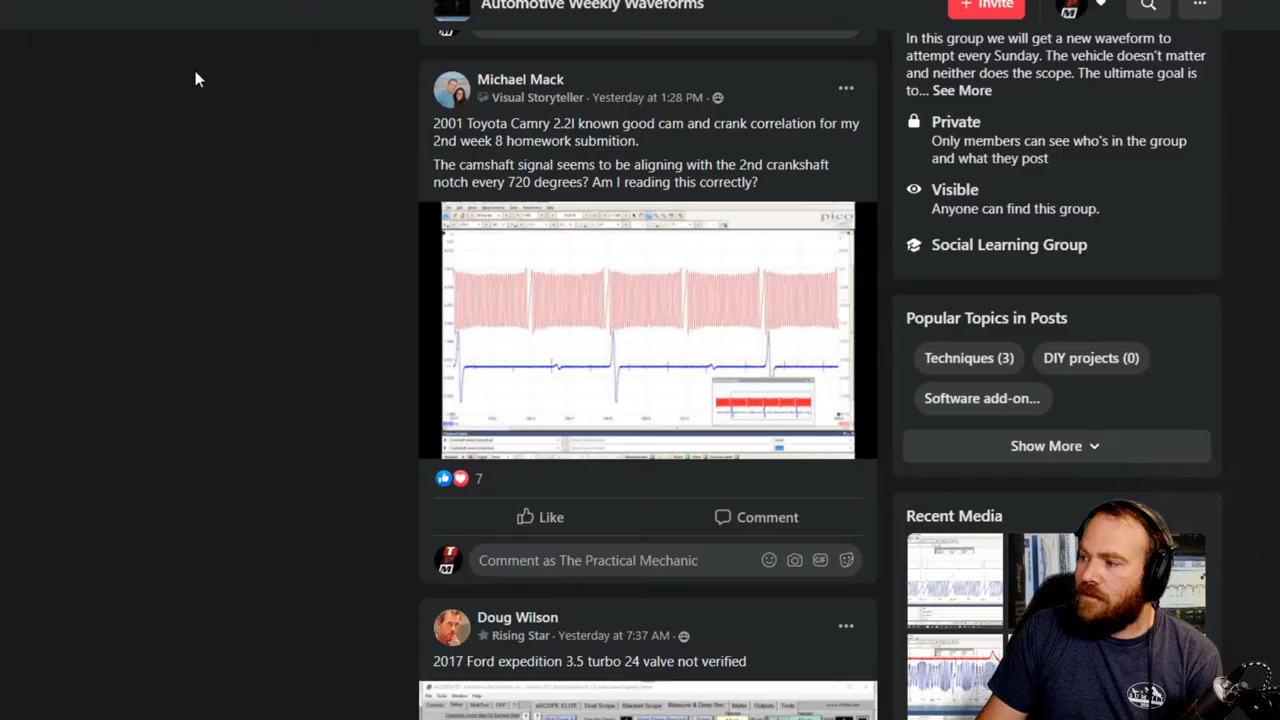 Automotive Weekly Waveforms
Invite
In this group we will get a new waveform to
attempt every Sunday. The vehicle doesn't matter
and neither does the scope. The ultimate goal is
to... See More
Private
Only members can see who's in the group
and what they post
Visible
Anyone can find this group.
Social Learning Group
Michael Mack
Visual Storyteller · Yesterday at 1:28 PM ·
2001 Toyota Camry 2.2l known good cam and crank correlation for my
2nd week 8 homework submition.
The camshaft signal seems to be aligning with the 2nd crankshaft
notch every 720 degrees? Am I reading this correctly?
pico
7
Like
Comment
Comment as The Practical Mechanic
GIF
Popular Topics in Posts
Techniques (3)
DIY projects (0)
Software add-on...
Show More
Recent Media
Doug Wilson
Rising Star · Yesterday at 7:37 AM ·
2017 Ford expedition 3.5 turbo 24 valve not verified
TPM